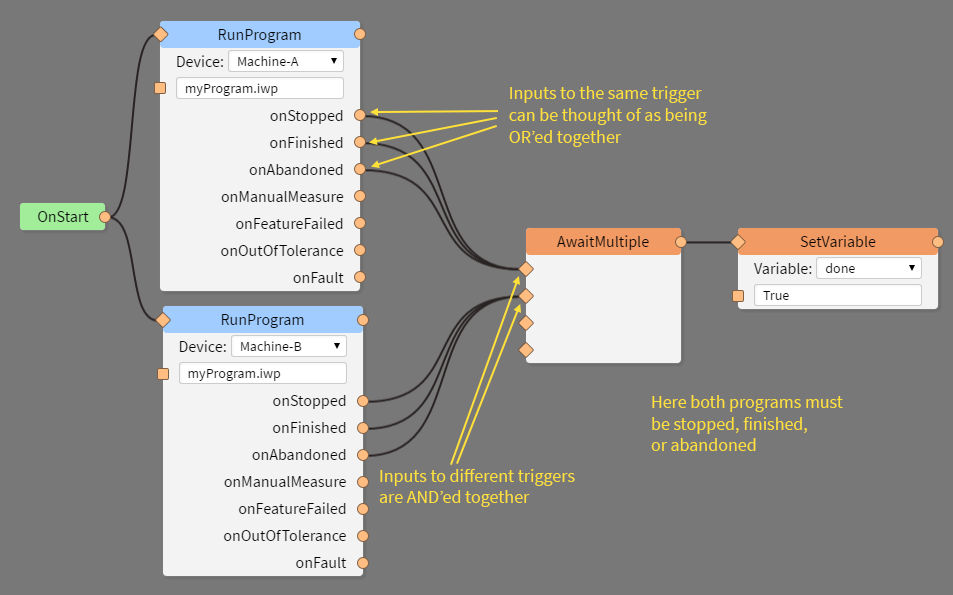 RunProgram
Device: Machine-A
myProgram.iwp
onStopped
onFinished
onAbandoned
onManualMeasure
onFeatureFailed
onOutOfTolerance
onFault
Inputs to the same trigger
can be thought of as being
OR'ed together
OnStart
AwaitMultiple
SetVariable
Variable: done
True
RunProgram
Device: Machine-B
myProgram.iwp
onStopped
onFinished
onAbandoned
onManualMeasure
onFeatureFailed
onOutOfTolerance
onFault
Inputs to different triggers
are AND'ed together
Here both programs must
be stopped, finished,
or abandoned